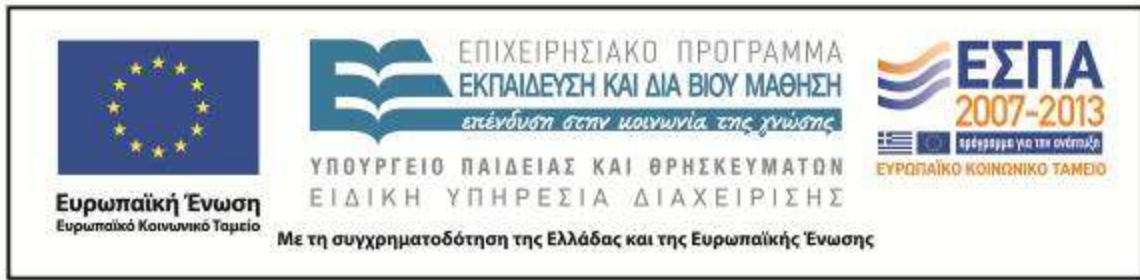 Ευρωπαϊκή Ένωση
Ευρωπαϊκό Κοινωνικό Ταμείο
ΕΠΙΧΕΙΡΗΣΙΑΚΟ ΠΡΟΓΡΑΜΜΑ
ΕΚΠΑΙΔΕΥΣΗ ΚΑΙ ΔΙΑ ΒΙΟΥ ΜΑΘΗΣΗ
επένδυση στην κοινωνία της γνώσης
ΥΠΟΥΡΓΕΙΟ ΠΑΙΔΕΙΑΣ ΚΑΙ ΘΡΗΣΚΕΥΜΑΤΩΝ
ΕΙΔΙΚΗ ΥΠΗΡΕΣΙΑ ΔΙΑΧΕΙΡΙΣΗΣ
ΕΣΠΑ
2007-2013
πρόγραμμα για την ανάπτυξη
ΕΥΡΩΠΑΪΚΟ ΚΟΙΝΩΝΙΚΟ ΤΑΜΕΙΟ
Με τη συγχρηματοδότηση της Ελλάδας και της Ευρωπαϊκής Ένωσης